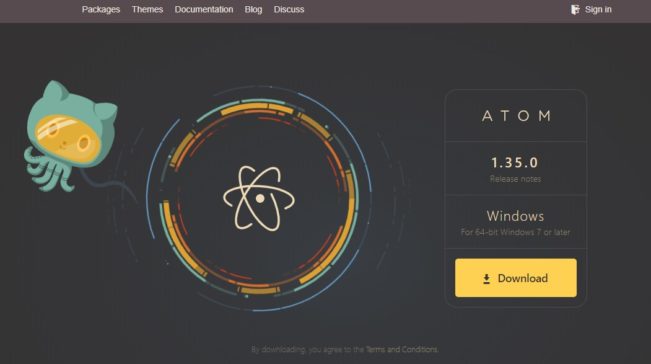 Packages Themes Documentation Blog Discuss Sign in
ATOM
1.35.0
Release notes
Windows
For 64-bit Windows 7 or later
Download
By downloading, you agree to the Terms and Conditions.